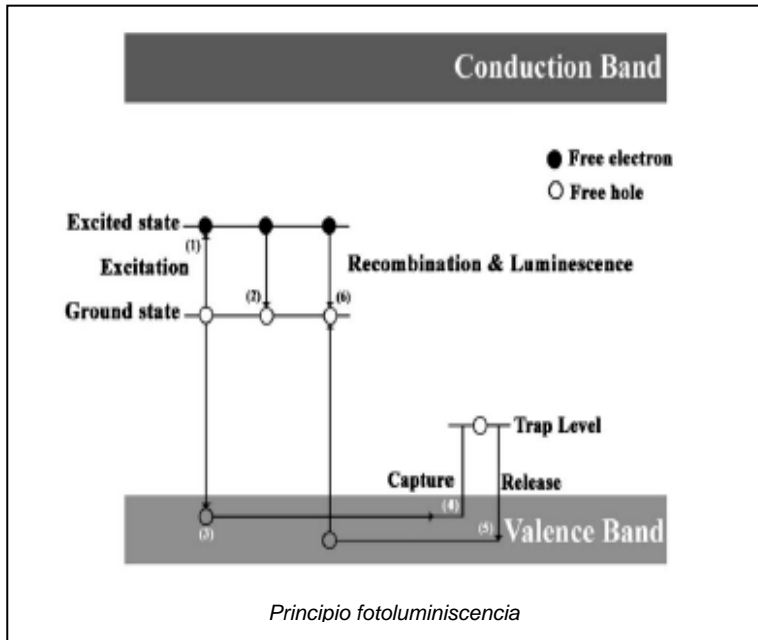 Conduction Band
Free electron
Free hole
Excited state
(1)
Excitation
Recombination & Luminescence
(2)
(6)
Ground state
Trap Level
Capture
Release
(4)
(3)
(5)
Valence Band
Principio fotoluminiscencia